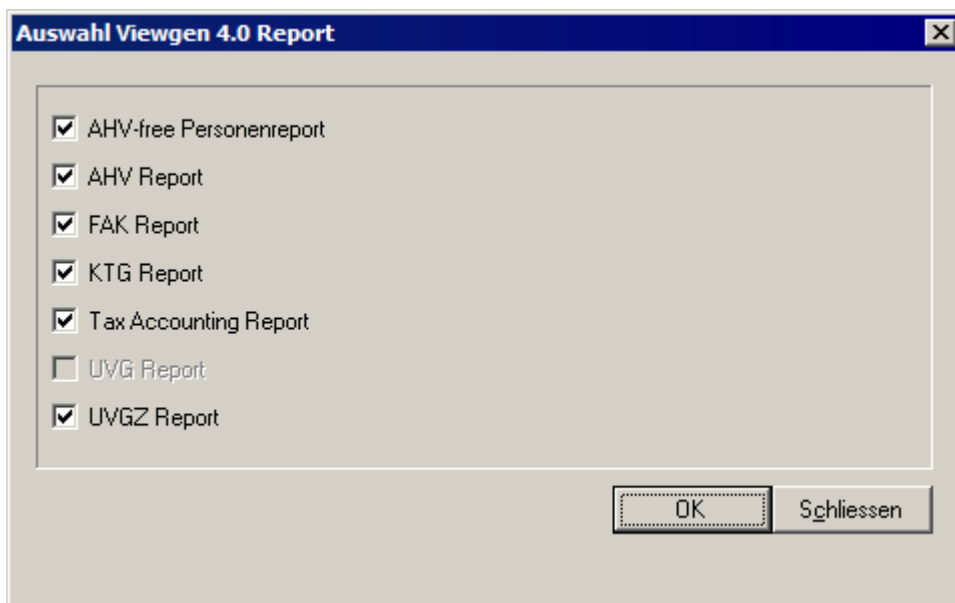 Auswahl Viewgen 4.0 Report
AHV-free Personenreport
AHV Report
FAK Report
KTG Report
Tax Accounting Report
UVG Report
UVGZ Report
OK Schliessen